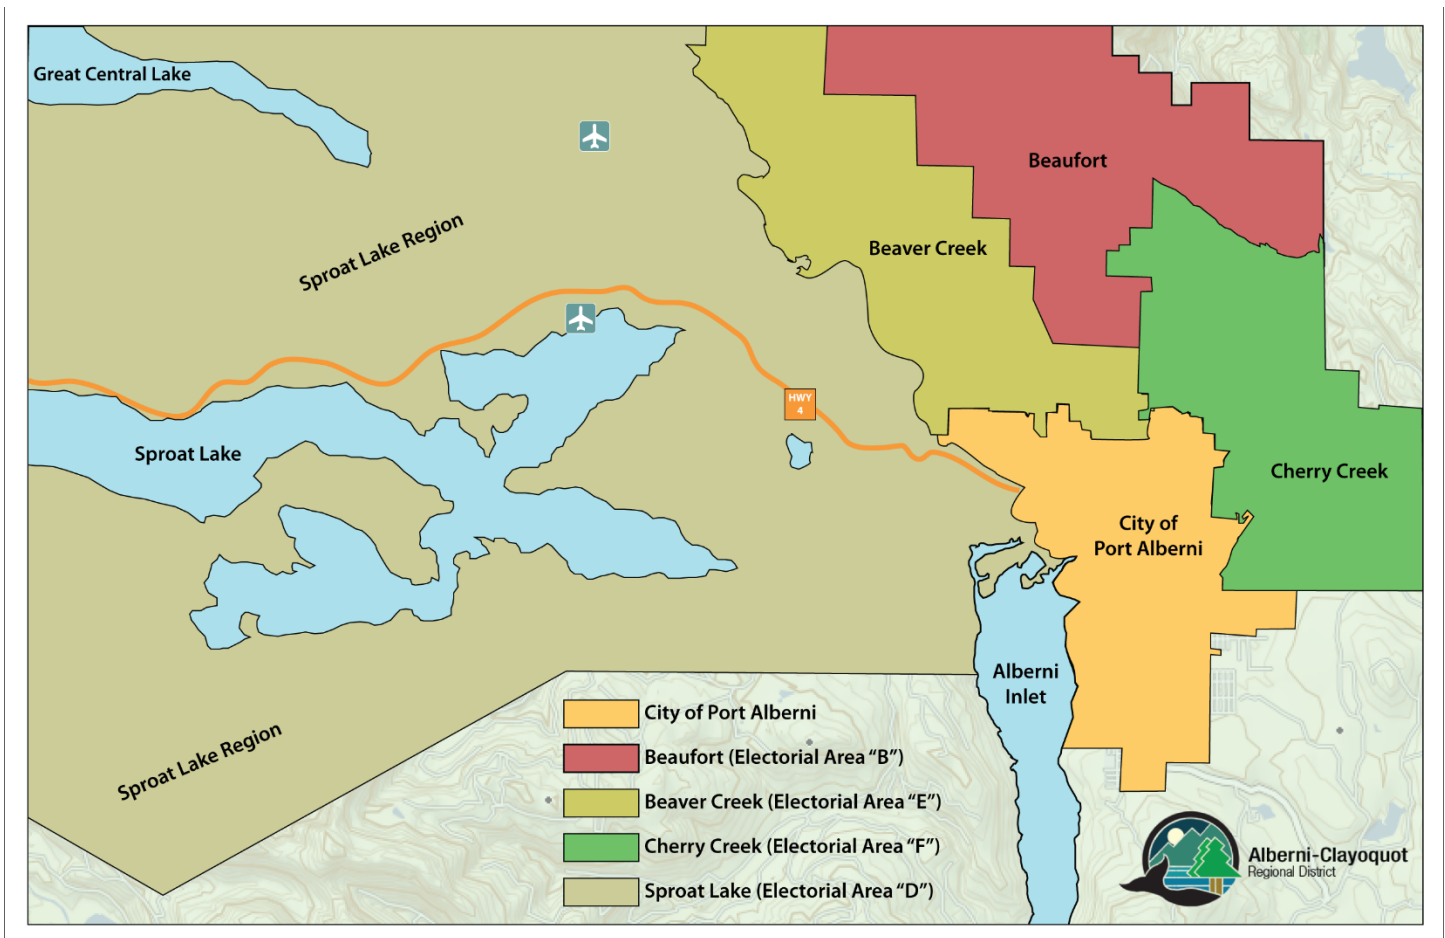 Great Central Lake
Sproat Lake Region
Beaufort
Beaver Creek
HWY
4
Sproat Lake
Cherry Creek
City of
Port Alberni
Alberni
Inlet
Sproat Lake Region
City of Port Alberni
Beaufort (Electorial Area “B”)
Beaver Creek (Electorial Area “E”)
Cherry Creek (Electorial Area “F”)
Sproat Lake (Electorial Area “D”)
Alberni-Clayoquot
Regional District